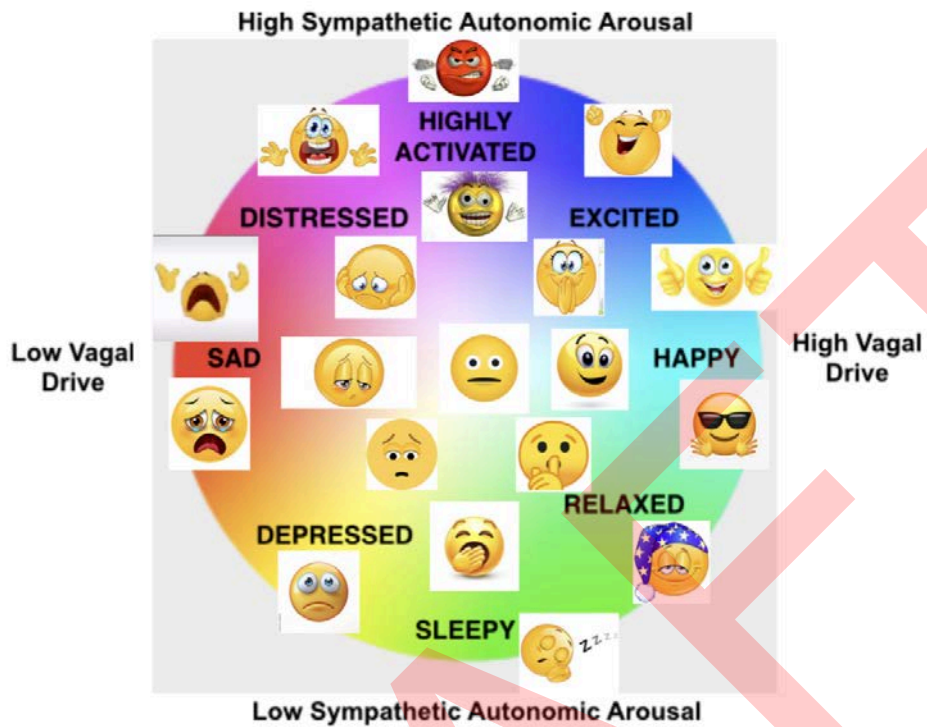 High Sympathetic Autonomic Arousal
HIGHLY
ACTIVATED
DISTRESSED
EXCITED
Low Vagal
Drive
SAD
HAPPY
High Vagal
Drive
RELAXED
DEPRESSED
SLEEPY
zzzz
Low Sympathetic Autonomic Arousal